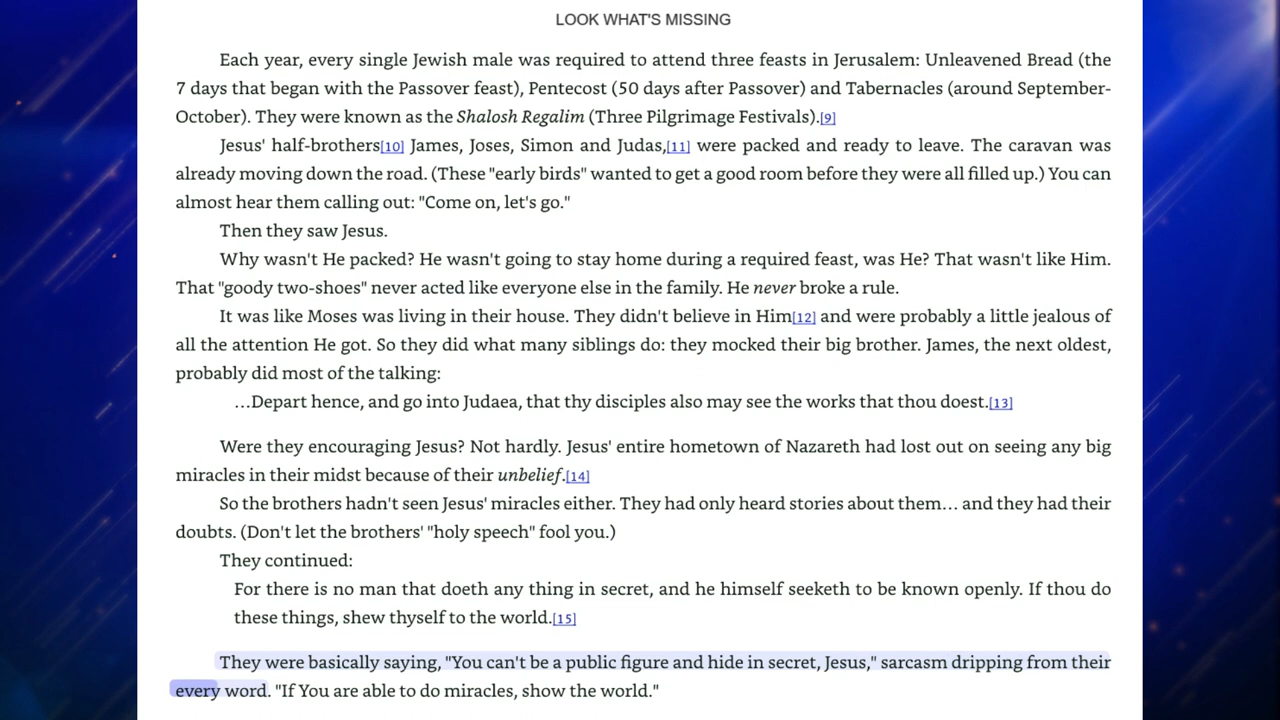 LOOK WHAT'S MISSING
Each year, every single Jewish male was required to attend three feasts in Jerusalem: Unleavened Bread (the
7 days that began with the Passover feast), Pentecost (50 days after Passover) and Tabernacles (around September-
October). They were known as the Shalosh Regalim (Three Pilgrimage Festivals).[9]
Jesus' half-brothers[10] James, Joses, Simon and Judas,[11] were packed and ready to leave. The caravan was
already moving down the road. (These "early birds" wanted to get a good room before they were all filled up.) You can
almost hear them calling out: "Come on, let's go."
Then they saw Jesus.
Why wasn't He packed? He wasn't going to stay home during a required feast, was He? That wasn't like Him.
That "goody two-shoes" never acted like everyone else in the family. He never broke a rule.
It was like Moses was living in their house. They didn't believe in Him[12] and were probably a little jealous of
all the attention He got. So they did what many siblings do: they mocked their big brother. James, the next oldest,
probably did most of the talking:
…Depart hence, and go into Judaea, that thy disciples also may see the works that thou doest.[13]
Were they encouraging Jesus? Not hardly. Jesus' entire hometown of Nazareth had lost out on seeing any big
miracles in their midst because of their unbelief.[14]
So the brothers hadn't seen Jesus' miracles either. They had only heard stories about them… and they had their
doubts. (Don't let the brothers' "holy speech" fool you.)
They continued:
For there is no man that doeth any thing in secret, and he himself seeketh to be known openly. If thou do
these things, shew thyself to the world.[15]
They were basically saying, "You can't be a public figure and hide in secret, Jesus," sarcasm dripping from their
every word. "If You are able to do miracles, show the world."